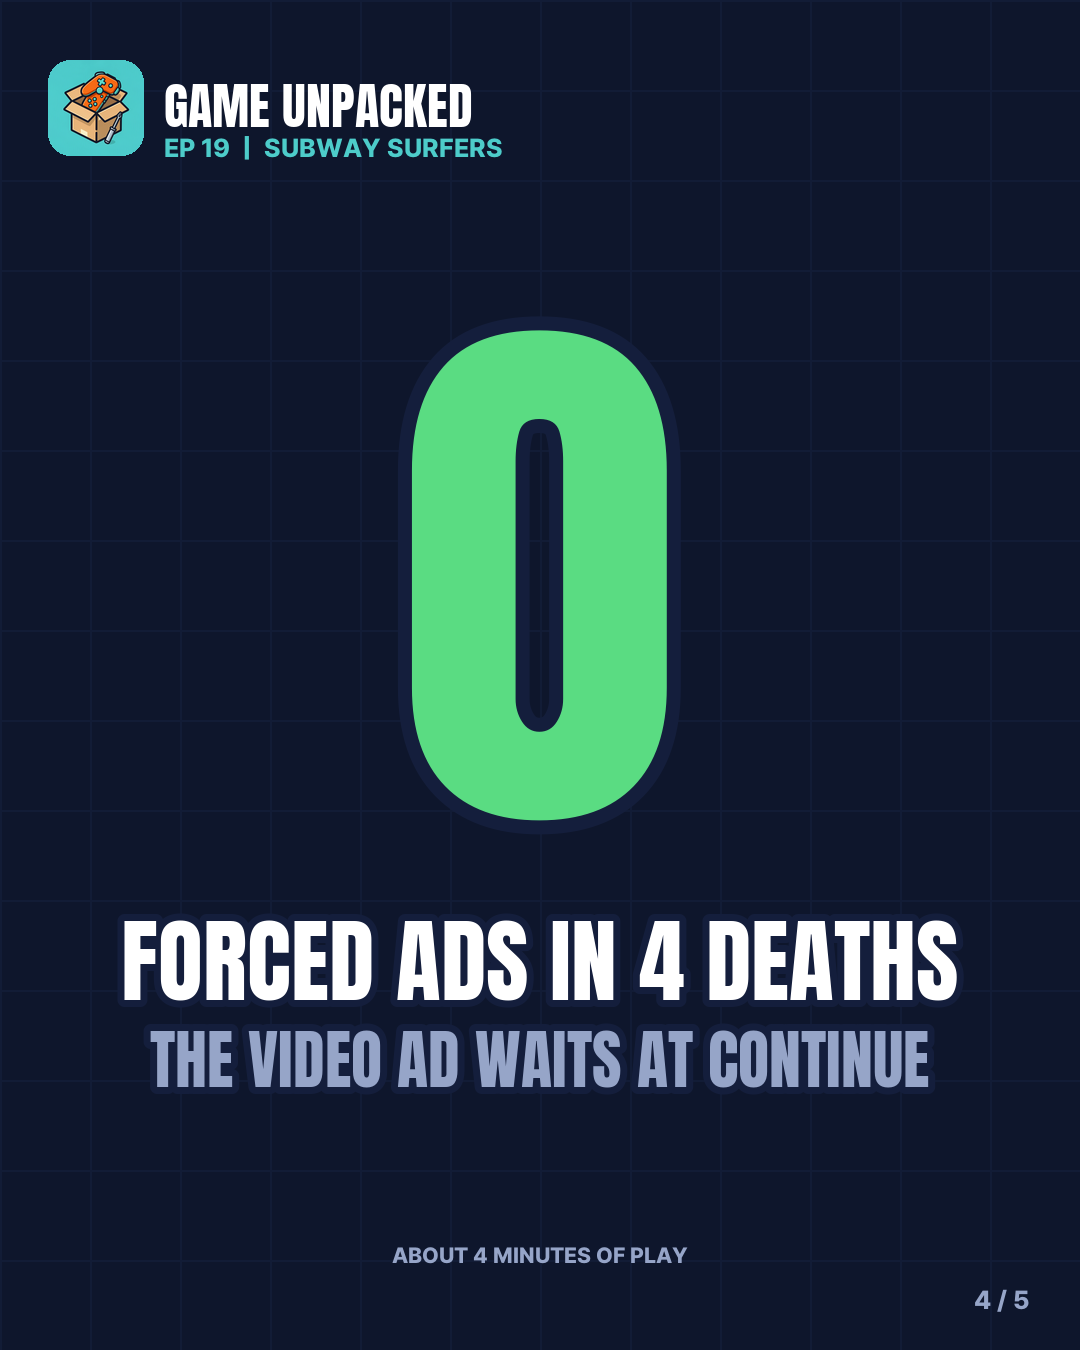 GAME UNPACKED
EP 19 | SUBWAY SURFERS
0
FORCED ADS IN 4 DEATHS
THE VIDEO AD WAITS AT CONTINUE
ABOUT 4 MINUTES OF PLAY
4 / 5